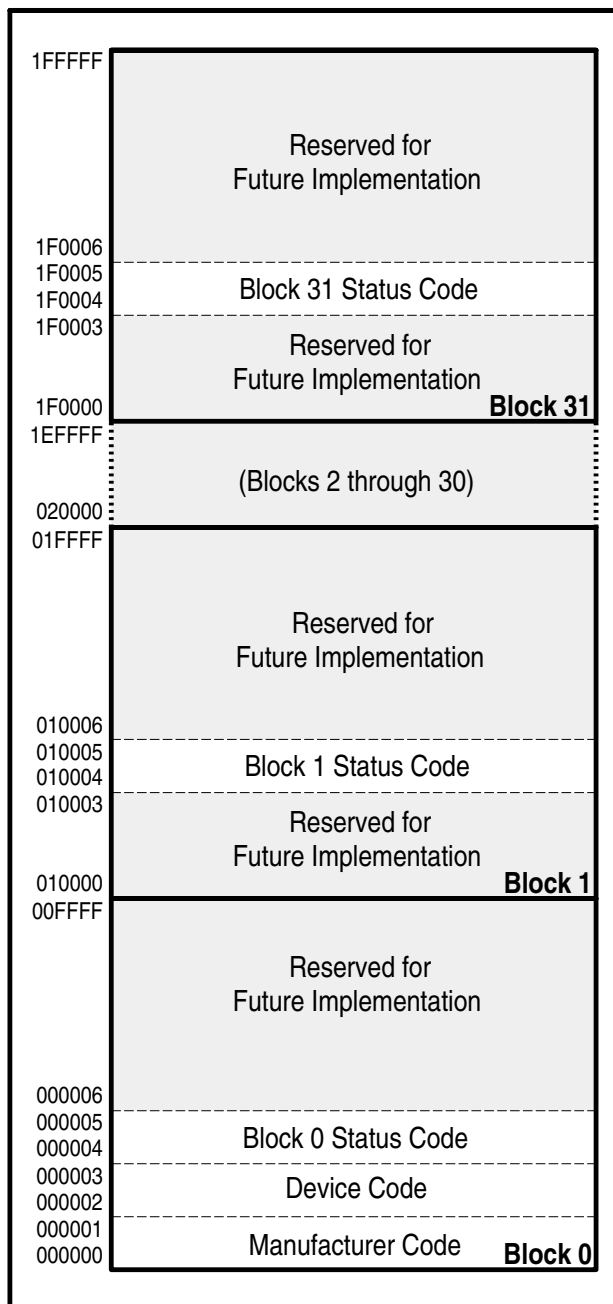 1FFFFF
Reserved for
Future Implementation
1F0006
1F0005
Block 31 Status Code
1F0004
1F0003
Reserved for
Future Implementation
1F0000
Block 31
1EFFFF
(Blocks 2 through 30)
020000
01FFFF
Reserved for
Future Implementation
010006
010005
Block 1 Status Code
010004
010003
Reserved for
Future Implementation
010000
Block 1
00FFFF
Reserved for
Future Implementation
000006
000005
Block 0 Status Code
000004
000003
Device Code
000002
000001
Manufacturer Code
000000
Block 0